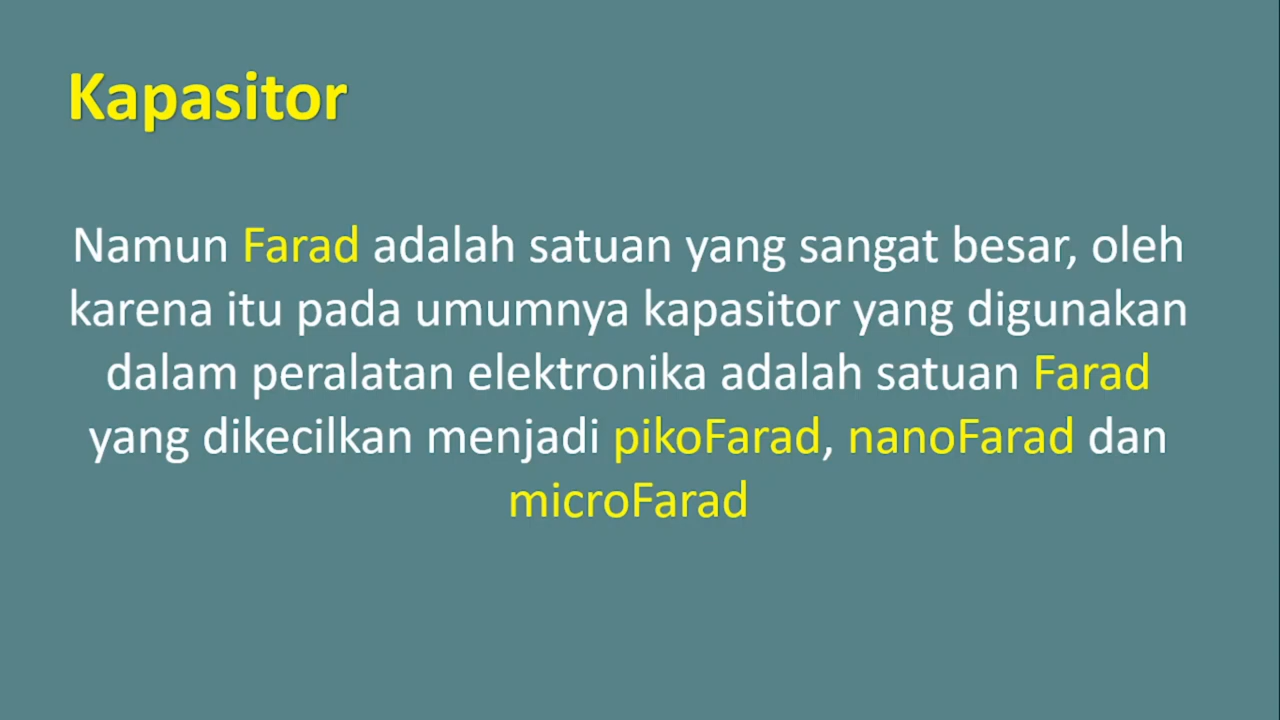 Kapasitor
Namun Farad adalah satuan yang sangat besar, oleh
karena itu pada umumnya kapasitor yang digunakan
dalam peralatan elektronika adalah satuan Farad
yang dikecilkan menjadi pikoFarad, nanoFarad dan
microFarad